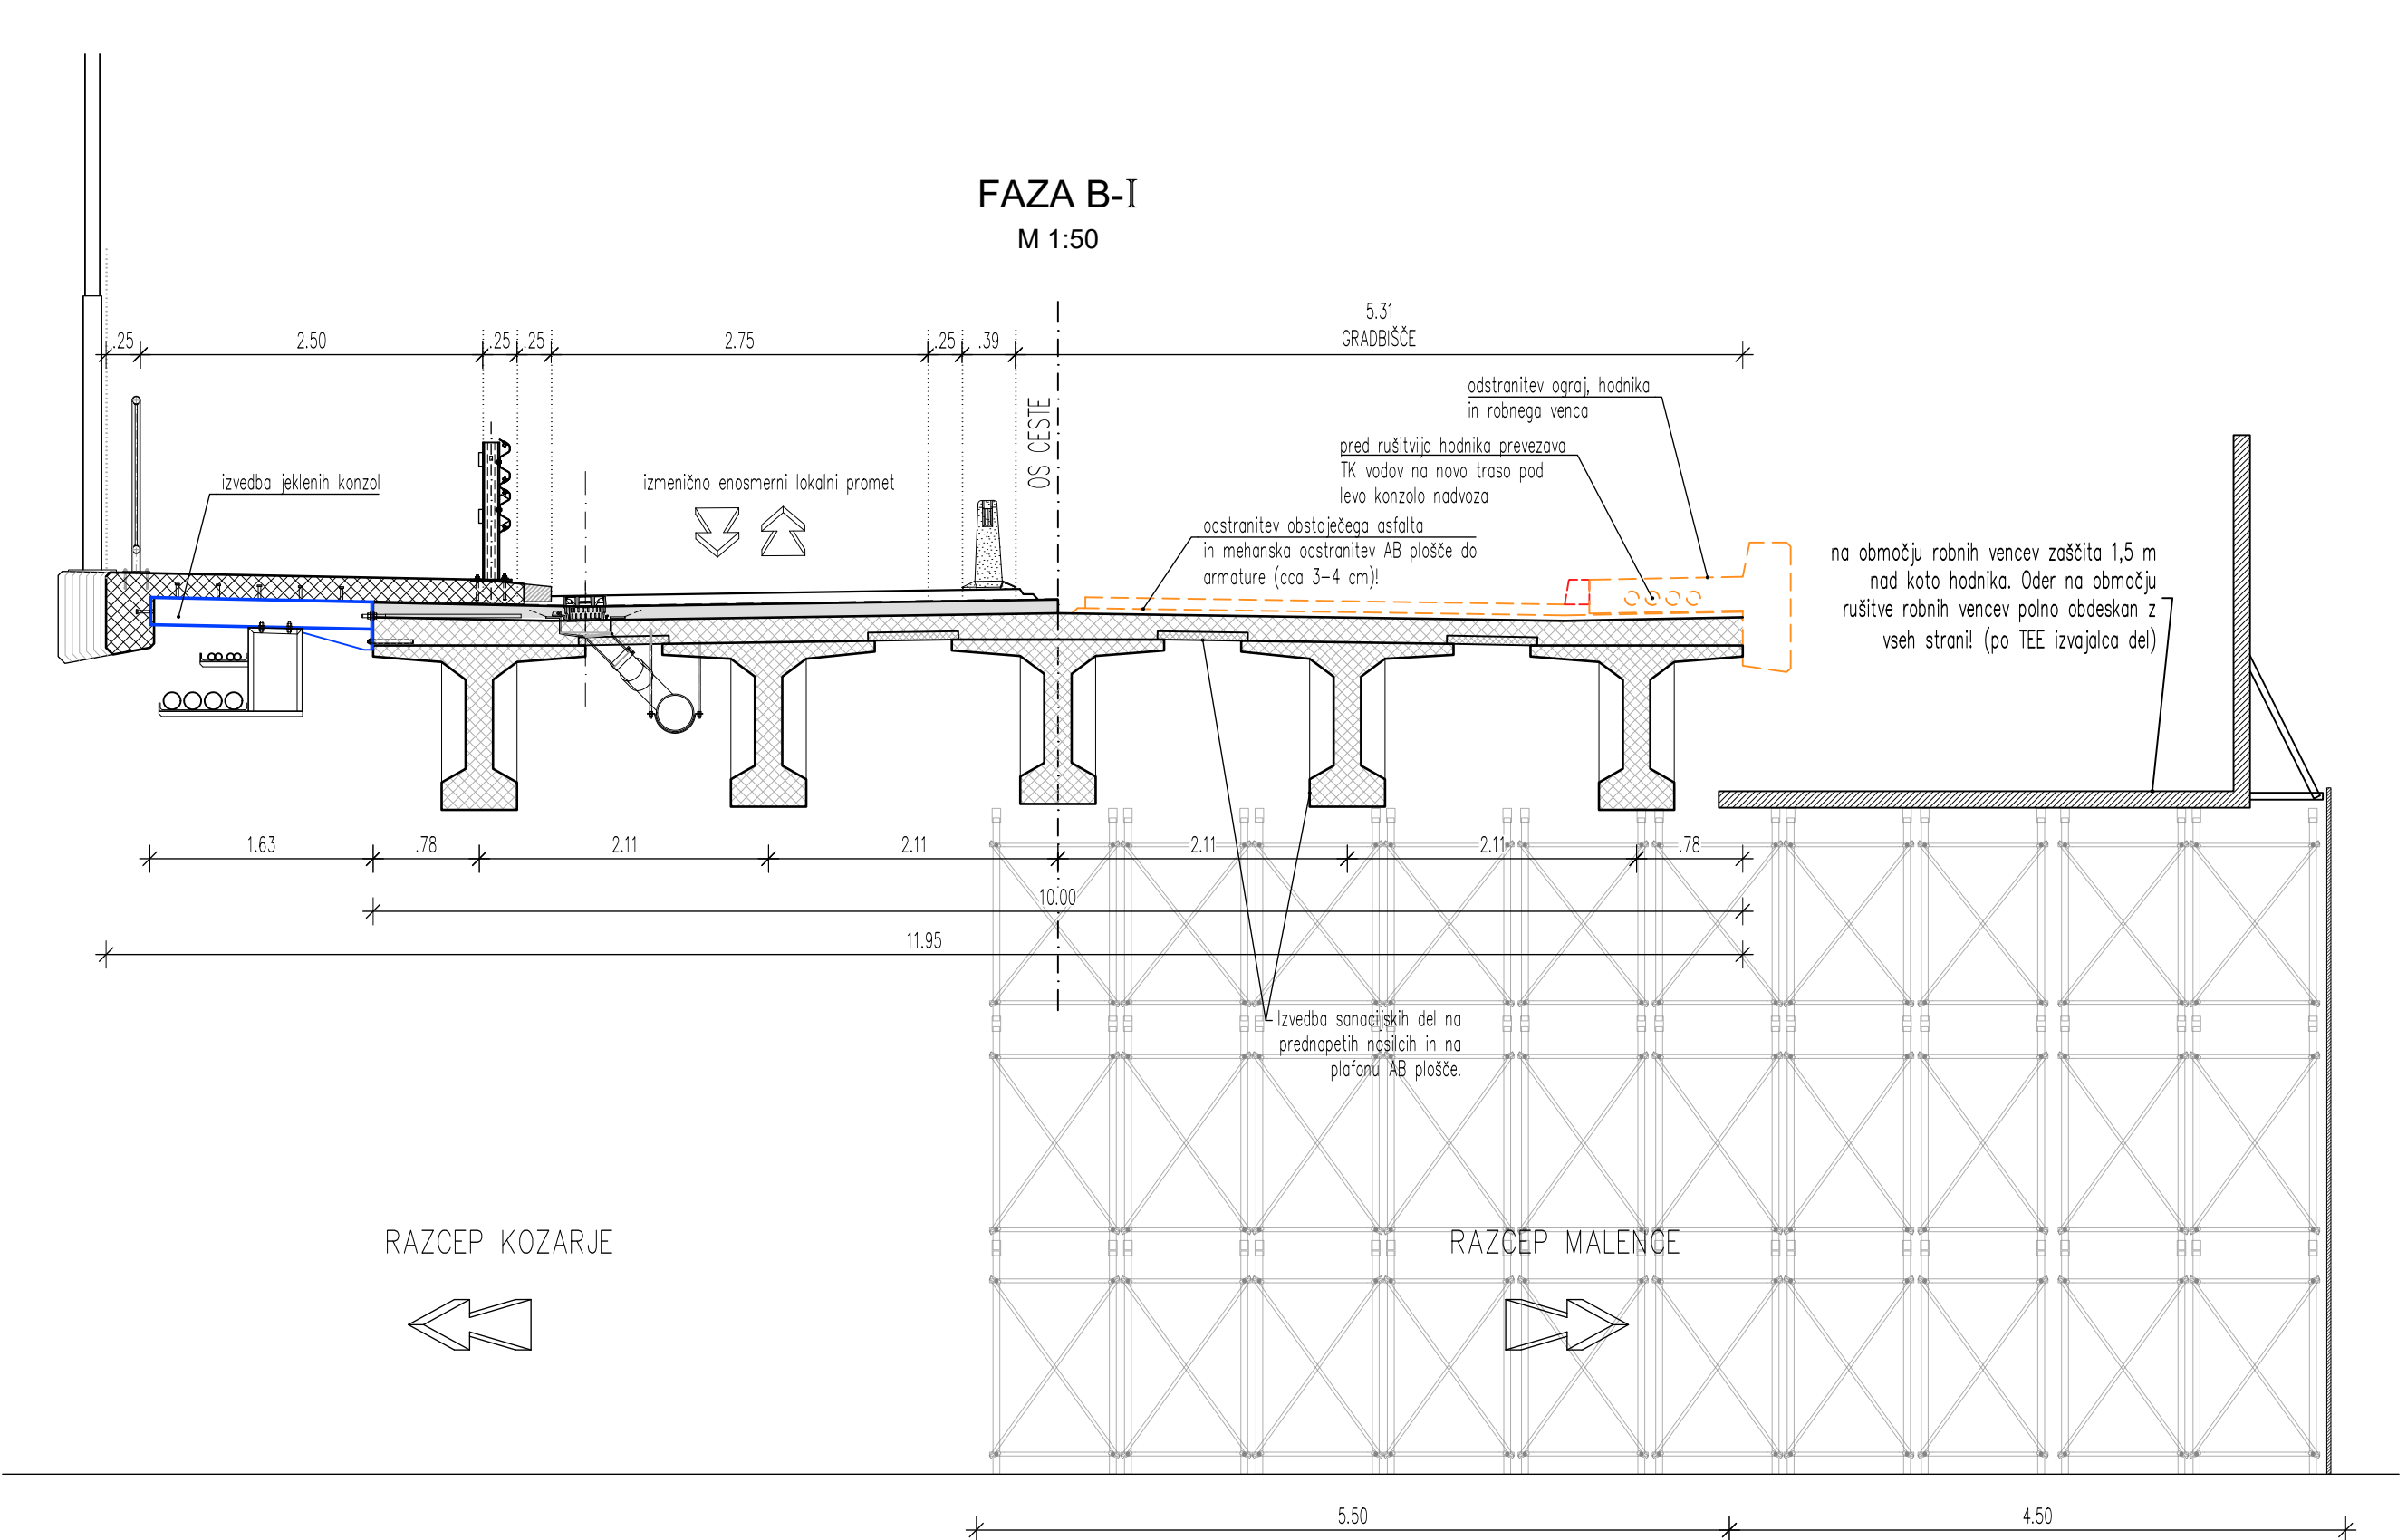 FAZA B-I
M 1:50
5.31
GRADBIŠČE
.25
2.50
.25
.25
2.75
.25
.39
OS CESTE
odstranitev ograj, hodnika
in robnega venca
pred rušitvijo hodnika prevezava
TK vodov na novo traso pod
levo konzolo nadvoza
izvedba jeklenih konzol
izmenično enosmerni lokalni promet
odstranitev obstoječega asfalta
in mehanska odstranitev AB plošče do
armature (cca 3-4 cm)!
na območju robnih vencev zaščita 1,5 m
nad koto hodnika. Oder na območju
rušitve robnih vencev polno obdeskan z
vseh strani! (po TEE izvajalca del)
1.63
.78
2.11
2.11
2.11
2.11
.78
10.00
11.95
Izvedba sanacijskih del na
prednapetih nosilcih in na
plafonu AB plošče.
RAZCEP KOZARJE
RAZCEP MALENCE
5.50
4.50